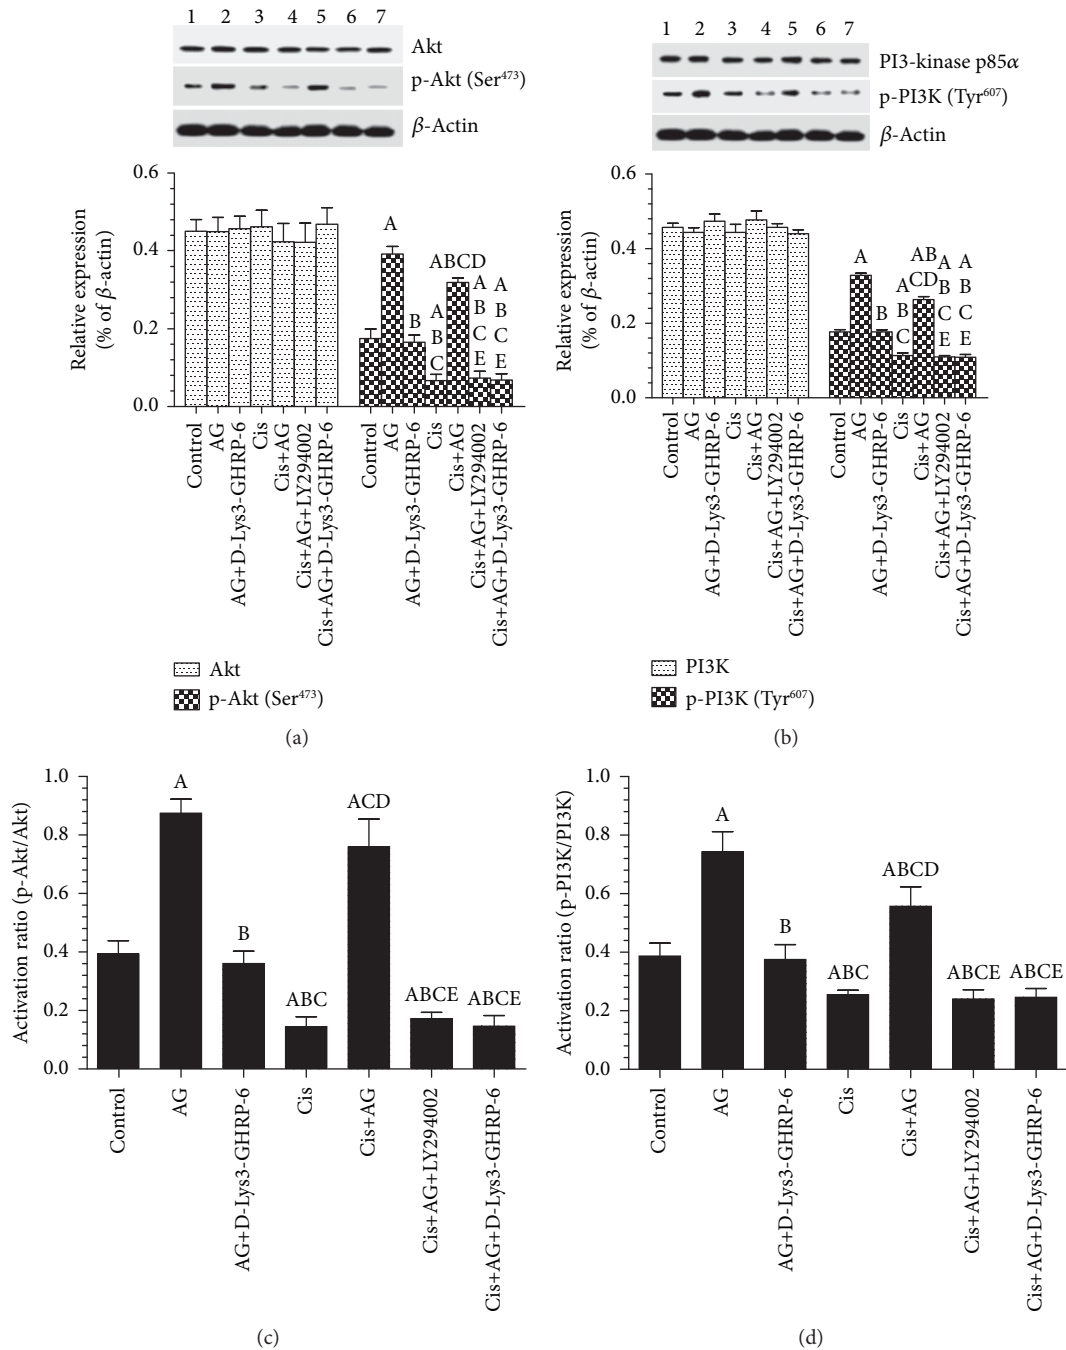 1 2 3 4 5 6 7
Akt
p-Akt (Ser473)
β-Actin
0.6
0.4
0.2
0.0
Relative expression
(% of β-actin)
A
B
A
B
C
ABCD
A
B
C
E
A
B
C
E
Control
AG
AG+D-Lys3-GHRP-6
Cis
Cis+AG
Cis+AG+LY294002
Cis+AG+D-Lys3-GHRP-6
Control
AG
AG+D-Lys3-GHRP-6
Cis
Cis+AG
Cis+AG+LY294002
Cis+AG+D-Lys3-GHRP-6
Akt
p-Akt (Ser473)
(a)
1 2 3 4 5 6 7
PI3-kinase p85α
p-PI3K (Tyr607)
β-Actin
0.6
0.4
0.2
0.0
Relative expression
(% of β-actin)
A
B
A
B
C
AB
CD
A
B
C
E
A
B
C
E
Control
AG
AG+D-Lys3-GHRP-6
Cis
Cis+AG
Cis+AG+LY294002
Cis+AG+D-Lys3-GHRP-6
Control
AG
AG+D-Lys3-GHRP-6
Cis
Cis+AG
Cis+AG+LY294002
Cis+AG+D-Lys3-GHRP-6
PI3K
p-PI3K (Tyr607)
(b)
1.0
0.8
0.6
0.4
0.2
0.0
Activation ratio (p-Akt/Akt)
A
B
ABC
ACD
ABCE
ABCE
Control
AG
AG+D-Lys3-GHRP-6
Cis
Cis+AG
Cis+AG+LY294002
Cis+AG+D-Lys3-GHRP-6
(c)
1.0
0.8
0.6
0.4
0.2
0.0
Activation ratio (p-PI3K/PI3K)
A
B
ABC
ABCD
ABCE
ABCE
Control
AG
AG+D-Lys3-GHRP-6
Cis
Cis+AG
Cis+AG+LY294002
Cis+AG+D-Lys3-GHRP-6
(d)